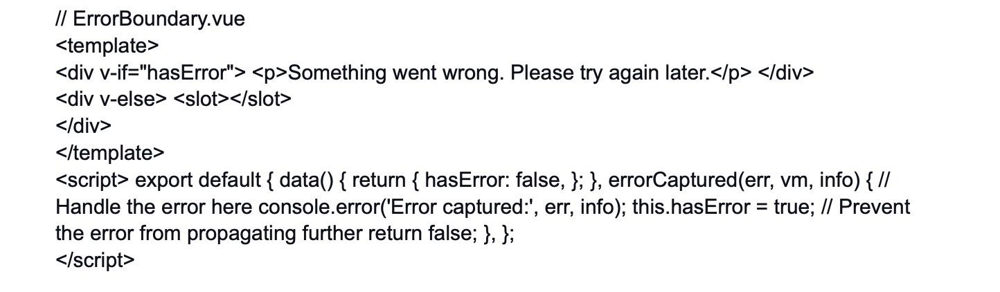 // ErrorBoundary.vue
<template>
<div v-if="hasError"> <p>Something went wrong. Please try again later.</p> </div>
<div v-else> <slot></slot>
</div>
</template>
<script> export default { data() { return { hasError: false, }; }, errorCaptured(err, vm, info) { //
Handle the error here console.error('Error captured:', err, info); this.hasError = true; // Prevent
the error from propagating further return false; }, };
</script>